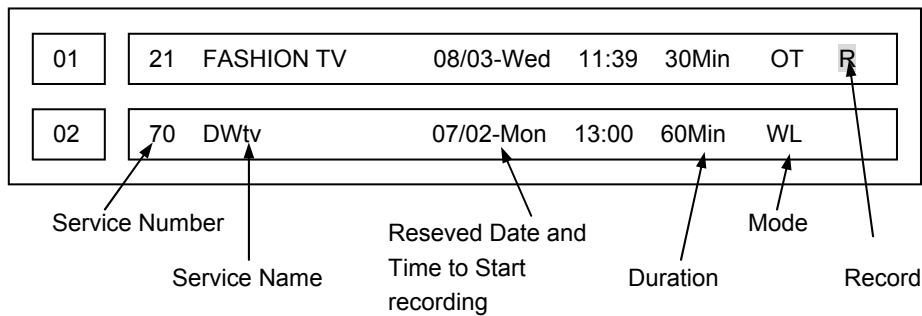 01 21 FASHION TV 08/03-Wed 11:39 30Min OT R
02 70 DWtv 07/02-Mon 13:00 60Min WL
Service Number
Service Name
Reseved Date and
Time to Start
recording
Duration
Mode
Record